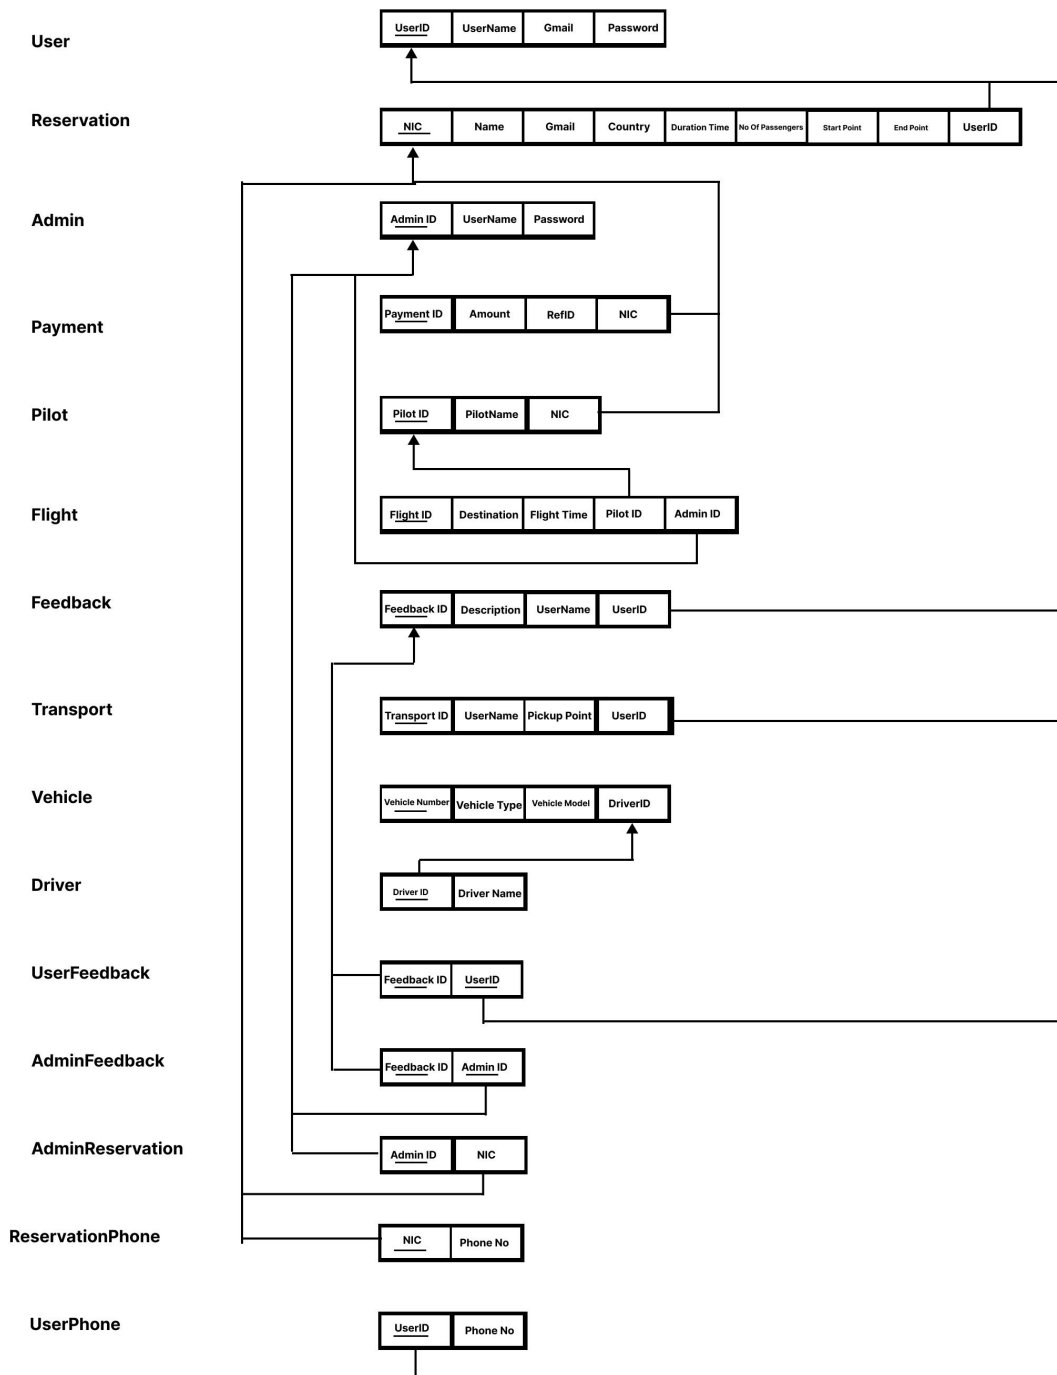 User
UserID UserName Gmail Password
Reservation
NIC Name Gmail Country Duration Time No Of Passengers Start Point End Point UserID
Admin
Admin ID UserName Password
Payment
Payment ID Amount RefID NIC
Pilot
Pilot ID PilotName NIC
Flight
Flight ID Destination Flight Time Pilot ID Admin ID
Feedback
Feedback ID Description UserName UserID
Transport
Transport ID UserName Pickup Point UserID
Vehicle
Vehicle Number Vehicle Type Vehicle Model DriverID
Driver
Driver ID Driver Name
UserFeedback
Feedback ID UserID
AdminFeedback
Feedback ID Admin ID
AdminReservation
Admin ID NIC
ReservationPhone
NIC Phone No
UserPhone
UserID Phone No